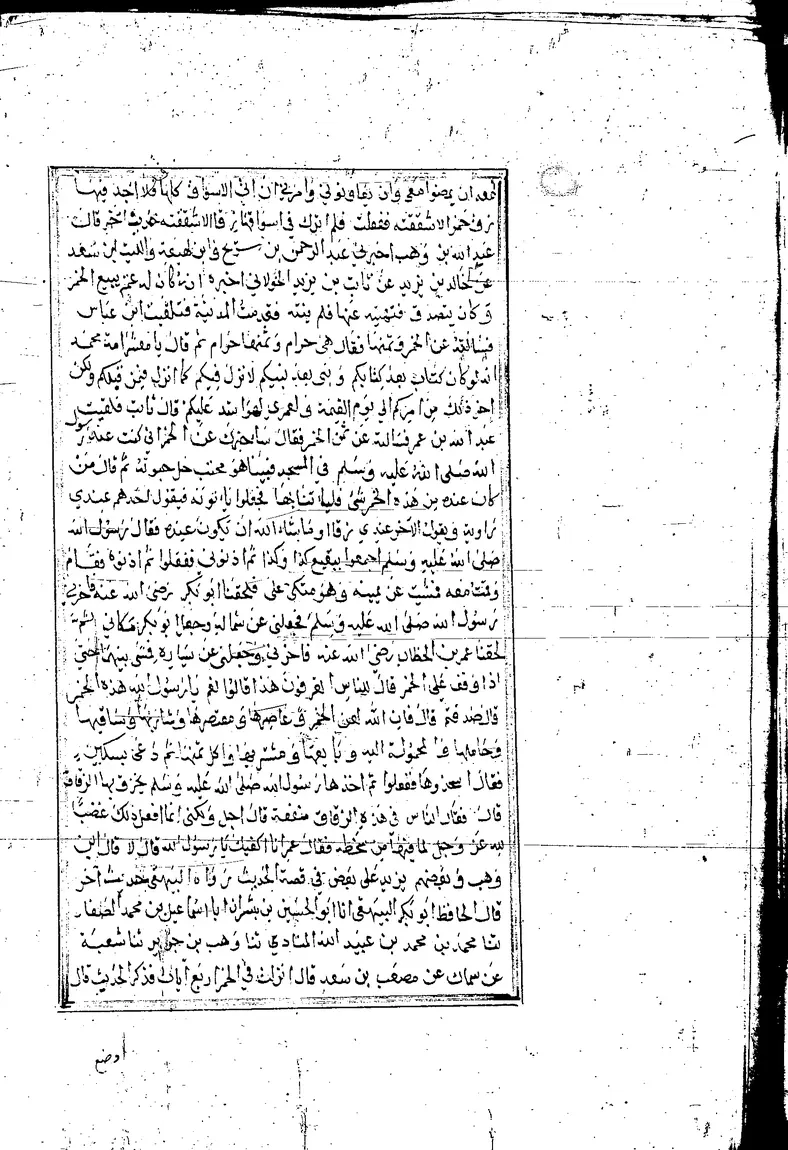 معه ان يمضوا معي وان يعاونوني وامرني ان اتي الاسواق كلها فلا اجد فيها
زق خمر الا شققته ففعلت فلم اترك في اسواقها زقا الا شققته حديث اخر قال
عبد الله بن وهب اخبرني عبد الرحمن بن شريح وابن لهيعة والليث ابن سعد
عن خالد بن يزيد عن ثابت بن يزيد الخولاني اخبره انه كان له عم يبيع الخمر
وكان يتصدق فنهيته عنها فلم ينته فقدمت المدينة فتلقيت ابن عباس
فسالته عن الخمر وثمنها فقال هي حرام وثمنها حرام ثم قال يا معشر امة محمد
انه لو كان كتاب بعد كتابكم ونبي بعد نبيكم لانزل فيكم كما انزل فيمن قبلكم ولكن
اخر ذلك من امركم الي يوم القيمة ولعمري لهو اشد عليكم قال ثابت فلقيت
عبد الله بن عمر فسالته عن ثمن الخمر فقال ساخبرك عن الخمر اني كنت عند رسول
الله صلى الله عليه وسلم في المسجد فبينا هو محتب حل حبوته ثم قال من
كان عنده من هذه الخمر شي فلياتنا بها فجعلوا ياتونه فيقول احدهم عندي
راوية ويقول الاخر عندي زق او ما شاء الله ان يكون عنده فقال رسول الله
صلى الله عليه وسلم اجمعوا ببقيع كذا وكذا ثم اذنوني ففعلوا ثم اذنوه فقام
وقمت معه فمشيت عن يمينه وهو متكئ علي فلحقنا ابو بكر رضي الله عنه فاخرني
رسول الله صلى الله عليه وسلم فجعلني عن شماله وجعل ابو بكر مكاني ثم
لحقنا عمر بن الخطاب رضي الله عنه فاخرني وجعلني عن يساره فمشى بينهما حتى
اذا وقف على الخمر قال للناس اتعرفون هذا قالوا نعم يا رسول الله هذه الخمر
قال صدقتم قال فان الله لعن الخمر وعاصرها ومعتصرها وشاربها وساقيها
وحاملها والمحمولة اليه وبايعها ومشتريها واكل ثمنها ثم دعى بسكين
فقال اشحذوها ففعلوا ثم اخذها رسول الله صلى الله عليه وسلم يخرق بها الزقاق
قال فقال الناس في هذه الزقاق منفعة قال اجل ولكني انما افعل ذلك غضبا
لله عز وجل لما فيها من سخطه فقال عمر انا اكفيك يا رسول الله قال لا قال ابن
وهب وبعضهم يزيد على بعض في قصة الحديث رواه البيهقي حديث آخر
قال الحافظ ابو بكر البيهقي انا ابو الحسين بن بشران انا اسماعيل بن محمد الصفار
ثنا محمد بن محمد بن عبيد الله المنادي ثنا وهب بن جرير ثنا شعبة
عن سماك عن مصعب بن سعد قال انزلت في الخمر اربع آيات فذكر الحديث قال